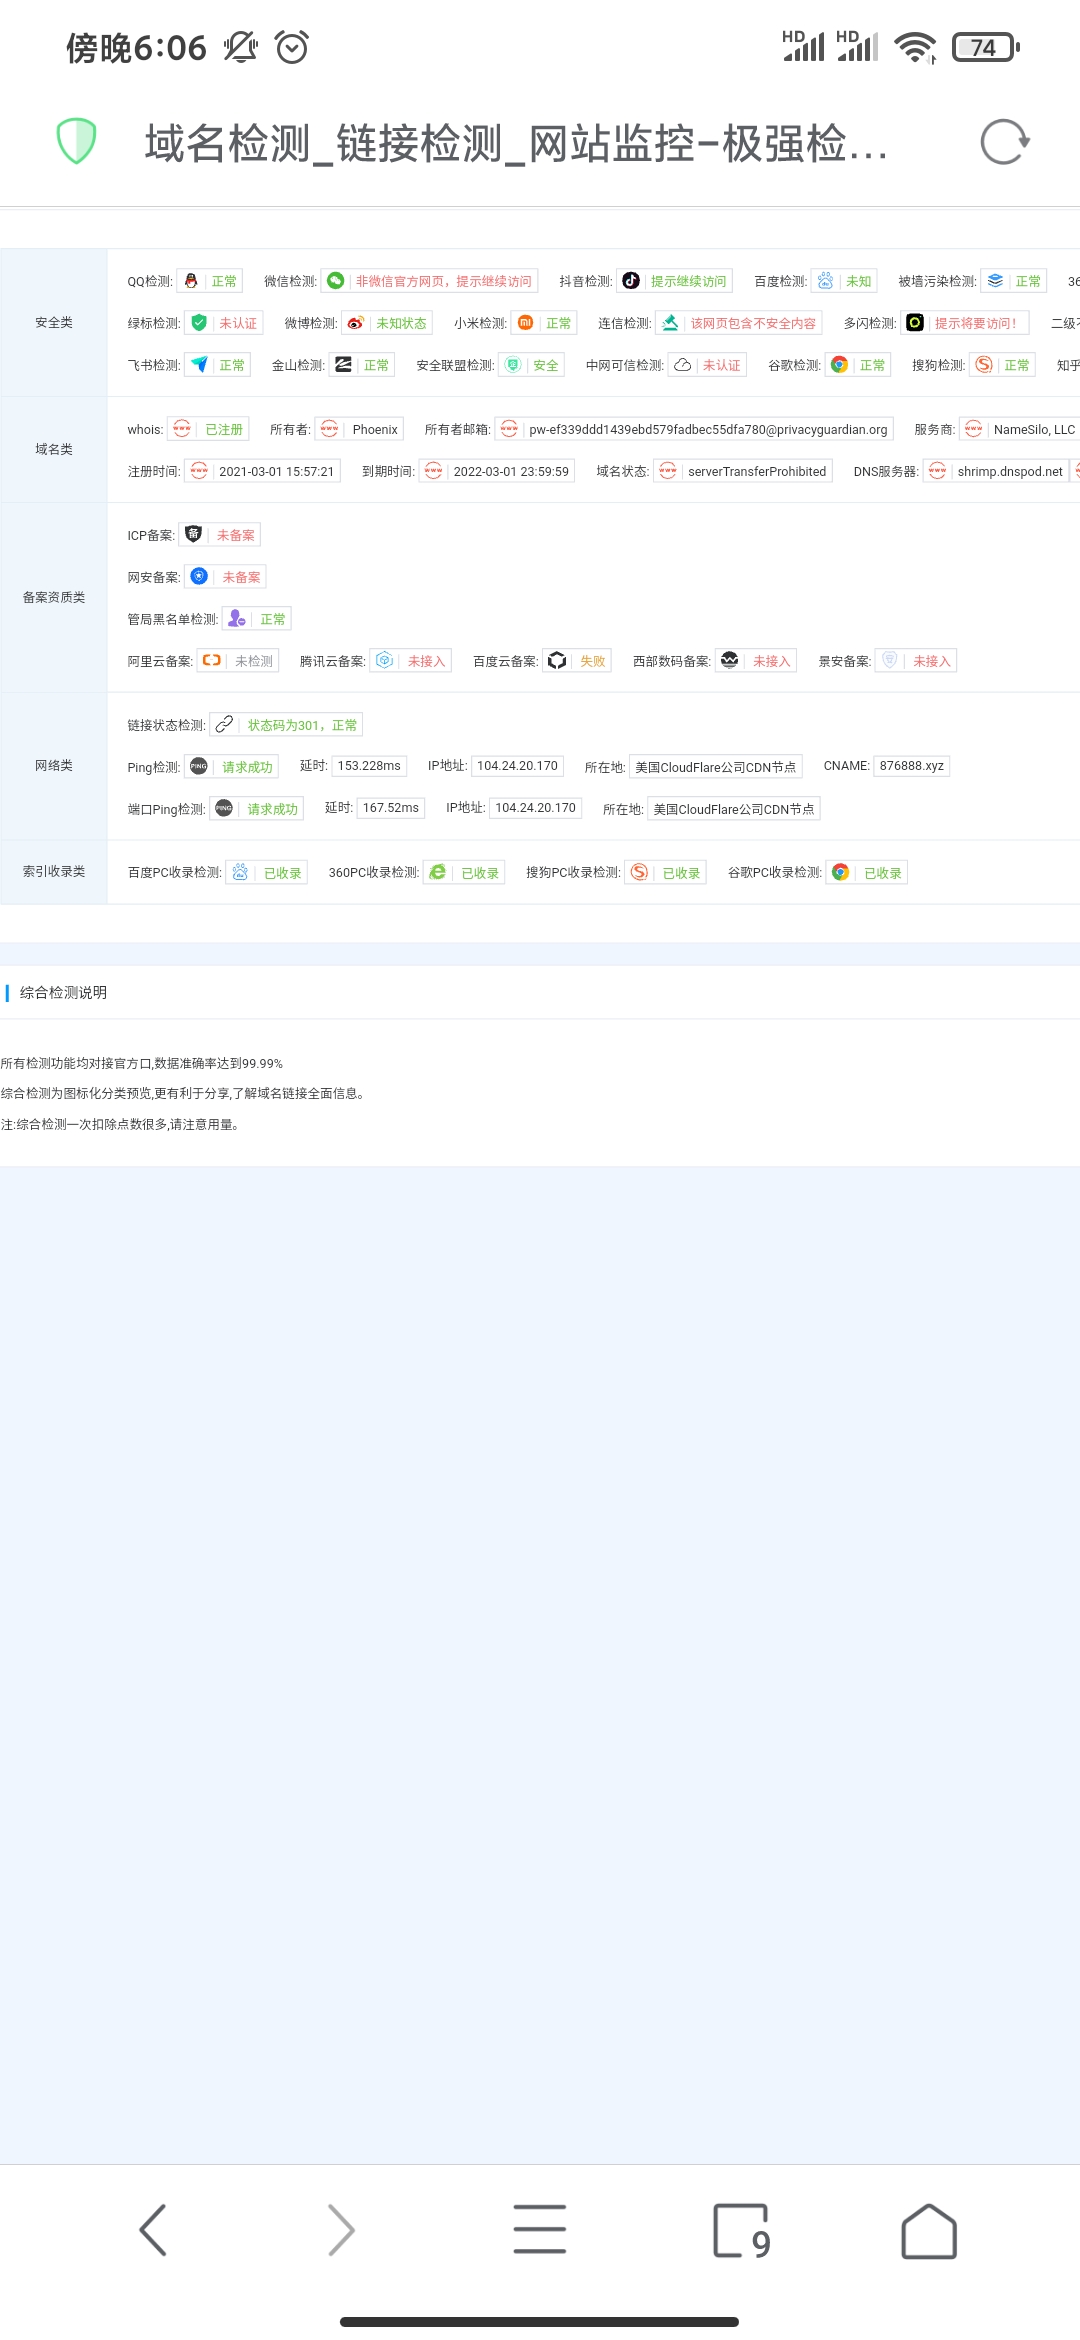 傍晚6:06 HD HD 74
域名检测_链接检测_网站监控-极强检...
安全类
QQ检测: 正常 微信检测: 非微信官方网页，提示继续访问 抖音检测: 提示继续访问 百度检测: 未知 被墙污染检测: 正常 36
绿标检测: 未认证 微博检测: 未知状态 小米检测: 正常 连信检测: 该网页包含不安全内容 多闪检测: 提示将要访问！ 二级
飞书检测: 正常 金山检测: 正常 安全联盟检测: 安全 中网可信检测: 未认证 谷歌检测: 正常 搜狗检测: 正常 知乎
域名类
whois: 已注册 所有者: Phoenix 所有者邮箱: pw-ef339ddd1439ebd579fadbec55dfa780@privacyguardian.org 服务商: NameSilo, LLC
注册时间: 2021-03-01 15:57:21 到期时间: 2022-03-01 23:59:59 域名状态: serverTransferProhibited DNS服务器: shrimp.dnspod.net
备案资质类
ICP备案: 未备案
网安备案: 未备案
管局黑名单检测: 正常
阿里云备案: 未检测 腾讯云备案: 未接入 百度云备案: 失败 西部数码备案: 未接入 景安备案: 未接入
网络类
链接状态检测: 状态码为301，正常
Ping检测: PING 请求成功 延时: 153.228ms IP地址: 104.24.20.170 所在地: 美国CloudFlare公司CDN节点 CNAME: 876888.xyz
端口Ping检测: PING 请求成功 延时: 167.52ms IP地址: 104.24.20.170 所在地: 美国CloudFlare公司CDN节点
索引收录类
百度PC收录检测: 已收录 360PC收录检测: 已收录 搜狗PC收录检测: 已收录 谷歌PC收录检测: 已收录
综合检测说明
所有检测功能均对接官方口,数据准确率达到99.99%
综合检测为图标化分类预览,更有利于分享,了解域名链接全面信息。
注:综合检测一次扣除点数很多,请注意用量。
9